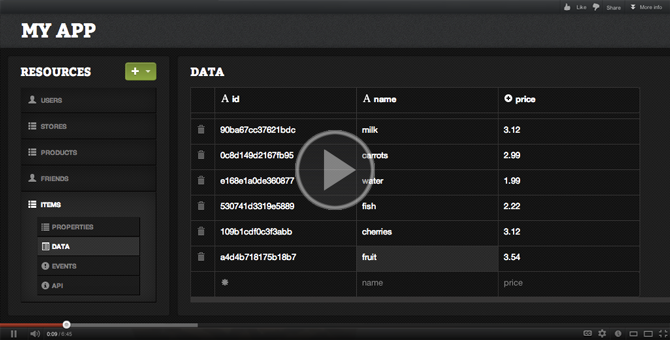 Like Share More info
MY APP
RESOURCES
USERS
STORES
PRODUCTS
FRIENDS
ITEMS
PROPERTIES
DATA
EVENTS
API
DATA
id name price
90ba67cc37621bdc milk 3.12
0c8d149d2167fb95 carrots 2.99
e168e1a0de360877 water 1.99
530741d3319e5889 fish 2.22
109b1cdf0c3f3abb cherries 3.12
a4d4b718175b18b7 fruit 3.54
name price
0:09 / 0:45